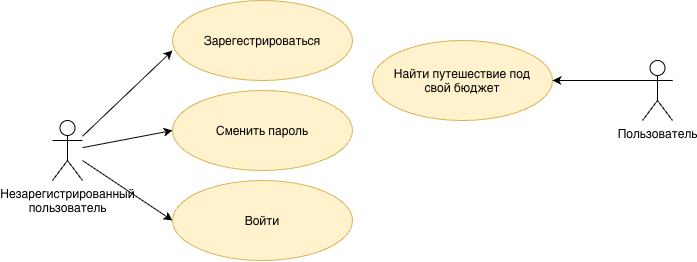 Зарегестрироваться
Найти путешествие под
свой бюджет
Сменить пароль
Пользователь
Незарегистрированный
пользователь
Войти